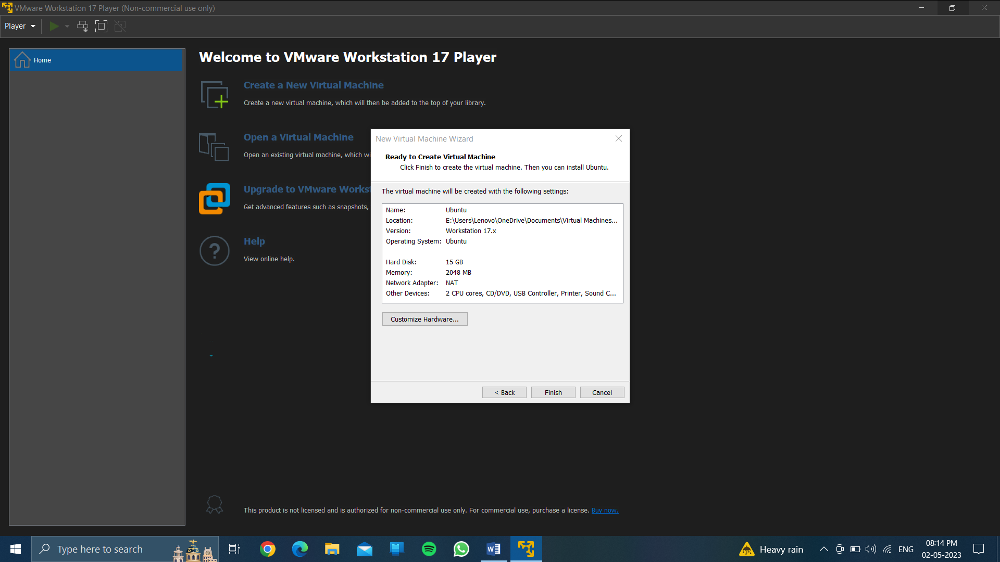 VMware Workstation 17 Player (Non-commercial use only)
Player
Home
Welcome to VMware Workstation 17 Player
Create a New Virtual Machine
Create a new virtual machine, which will then be added to the top of your library.
Open a Virtual Machine
Open an existing virtual machine, which wi
Upgrade to VMware Workst
Get advanced features such as snapshots,
Help
View online help.
New Virtual Machine Wizard
Ready to Create Virtual Machine
Click Finish to create the virtual machine. Then you can install Ubuntu.
The virtual machine will be created with the following settings:
Name: Ubuntu
Location: E:\Users\Lenovo\OneDrive\Documents\Virtual Machines...
Version: Workstation 17.x
Operating System: Ubuntu
Hard Disk: 15 GB
Memory: 2048 MB
Network Adapter: NAT
Other Devices: 2 CPU cores, CD/DVD, USB Controller, Printer, Sound C...
Customize Hardware...
< Back Finish Cancel
This product is not licensed and is authorized for non-commercial use only. For commercial use, purchase a license. Buy now.
Type here to search
Heavy rain
ENG
08:14 PM
02-05-2023